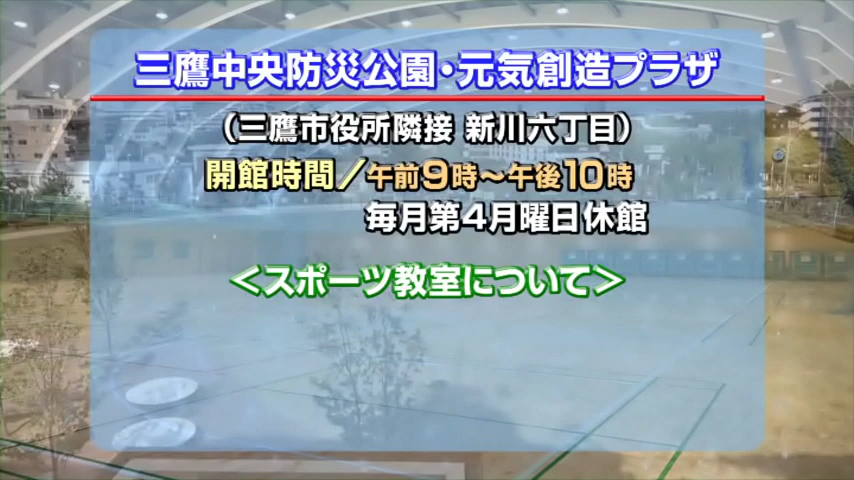 三鷹中央防災公園・元気創造プラザ
（三鷹市役所隣接 新川六丁目）
開館時間／午前9時～午後10時
毎月第4月曜日休館
＜スポーツ教室について＞